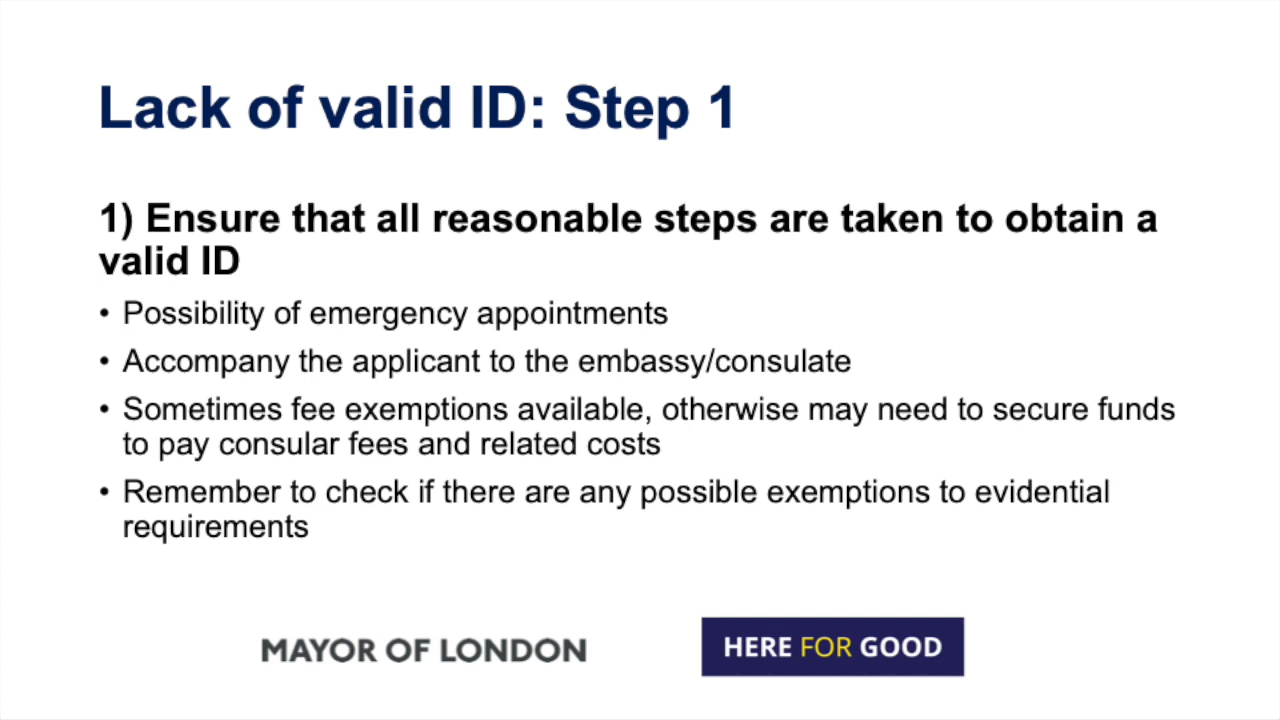 Lack of valid ID: Step 1
1) Ensure that all reasonable steps are taken to obtain a
valid ID
• Possibility of emergency appointments
• Accompany the applicant to the embassy/consulate
• Sometimes fee exemptions available, otherwise may need to secure funds
to pay consular fees and related costs
• Remember to check if there are any possible exemptions to evidential
requirements
MAYOR OF LONDON
HERE FOR GOOD